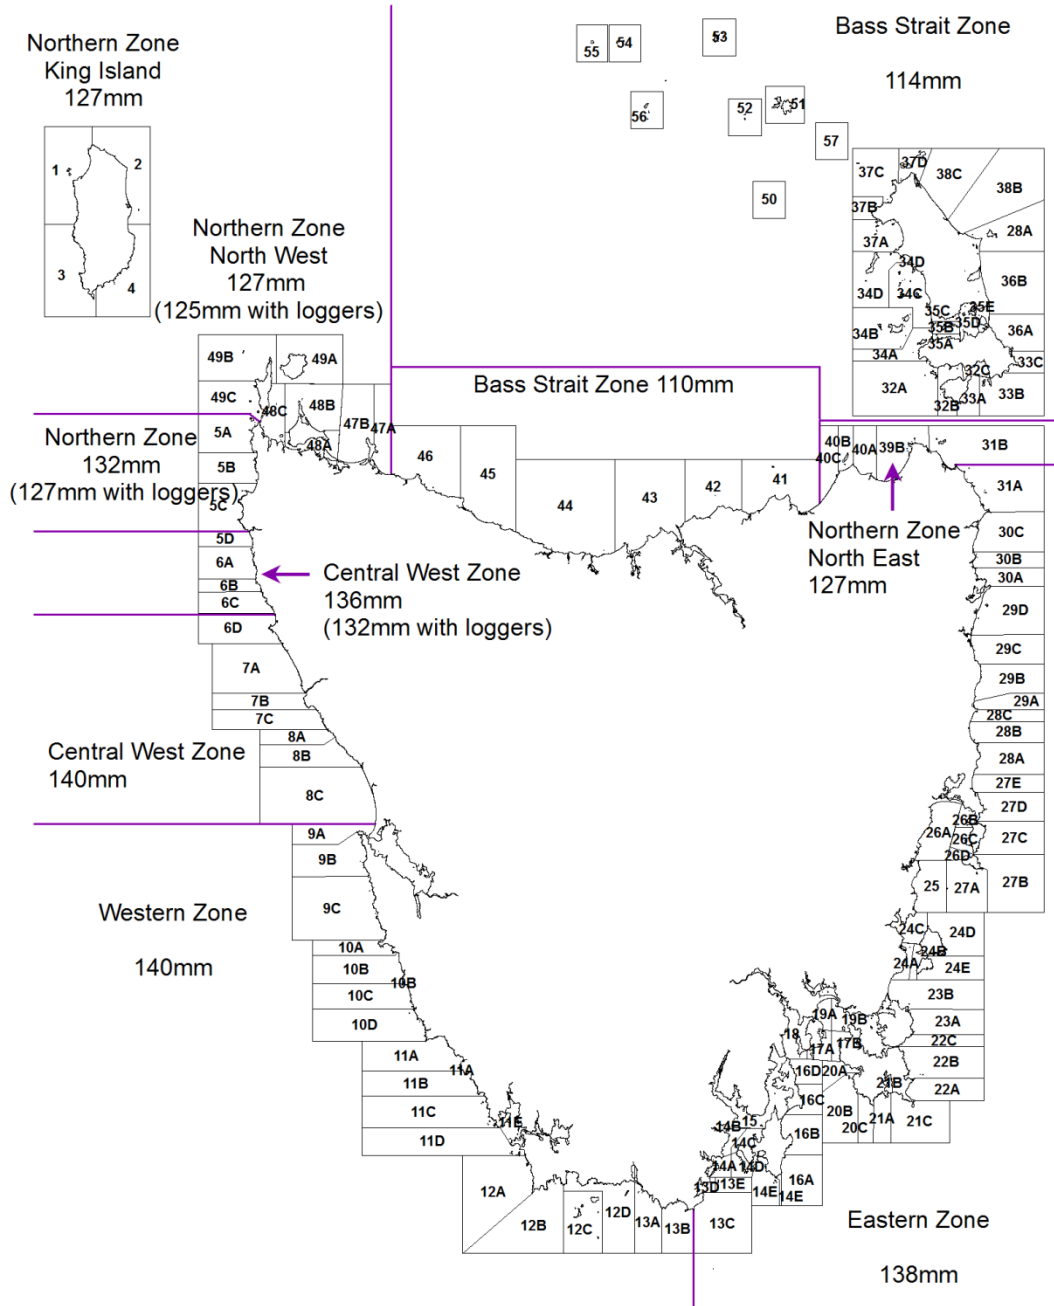 Northern Zone
King Island
127mm
Bass Strait Zone
114mm
55
54
53
56
52
51
57
50
1
2
3
4
Northern Zone
North West
127mm
(125mm with loggers)
37C
37D
38C
38B
37B
28A
37A
34D
34D
34C
36B
35C
35E
35D
35B
34B
35A
36A
34A
33C
32C
32A
33A
33B
32B
49B
49A
49C
48C
48B
47B
47A
48A
Bass Strait Zone 110mm
Northern Zone
132mm
(127mm with loggers)
5A
5B
5C
5D
46
45
44
43
42
41
40B
40C
40A
39B
31B
31A
Northern Zone
North East
127mm
30C
30B
30A
29D
29C
29B
29A
28C
28B
28A
27E
27D
27C
27B
6A
6B
6C
6D
Central West Zone
136mm
(132mm with loggers)
7A
7B
7C
8A
8B
8C
Central West Zone
140mm
26A
26B
26C
26D
25
27A
9A
9B
9C
Western Zone
140mm
10A
10B
10B
10C
10D
24C
24D
24B
24A
24E
23B
23A
22C
22B
22A
19A
19B
18
17A
17B
16D
20A
21B
16C
20B
20C
21A
21C
11A
11A
11B
11C
11E
11D
15
14B
14C
16B
14A
14D
13D
13E
14E
14E
16A
12A
12B
12C
12D
13A
13B
13C
Eastern Zone
138mm